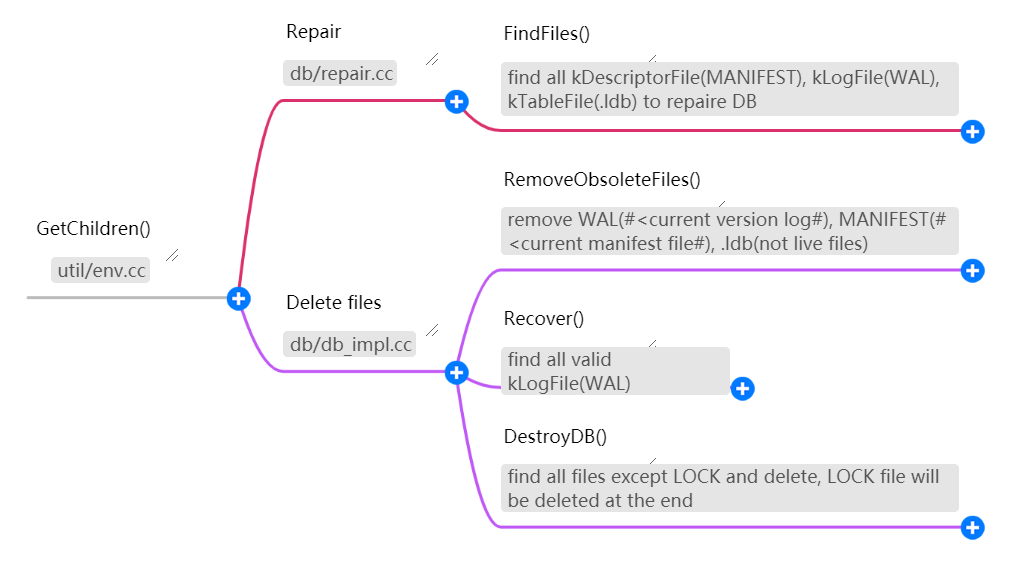 GetChildren()
util/env.cc
Repair
db/repair.cc
FindFiles()
find all kDescriptorFile(MANIFEST), kLogFile(WAL),
kTableFile(.ldb) to repaire DB
Delete files
db/db_impl.cc
RemoveObsoleteFiles()
remove WAL(#<current version log#), MANIFEST(#
<current manifest file#), .ldb(not live files)
Recover()
find all valid
kLogFile(WAL)
DestroyDB()
find all files except LOCK and delete, LOCK file will
be deleted at the end